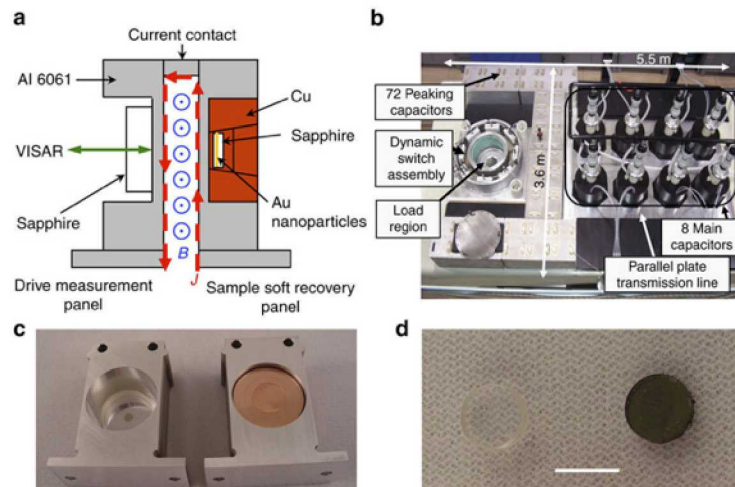 a
Current contact
Al 6061
Cu
Sapphire
VISAR
Au
nanoparticles
Sapphire
B
J
Drive measurement
panel
Sample soft recovery
panel
b
5.5 m
72 Peaking
capacitors
Dynamic
switch
assembly
3.6 m
Load
region
8 Main
capacitors
Parallel plate
transmission line
c
d